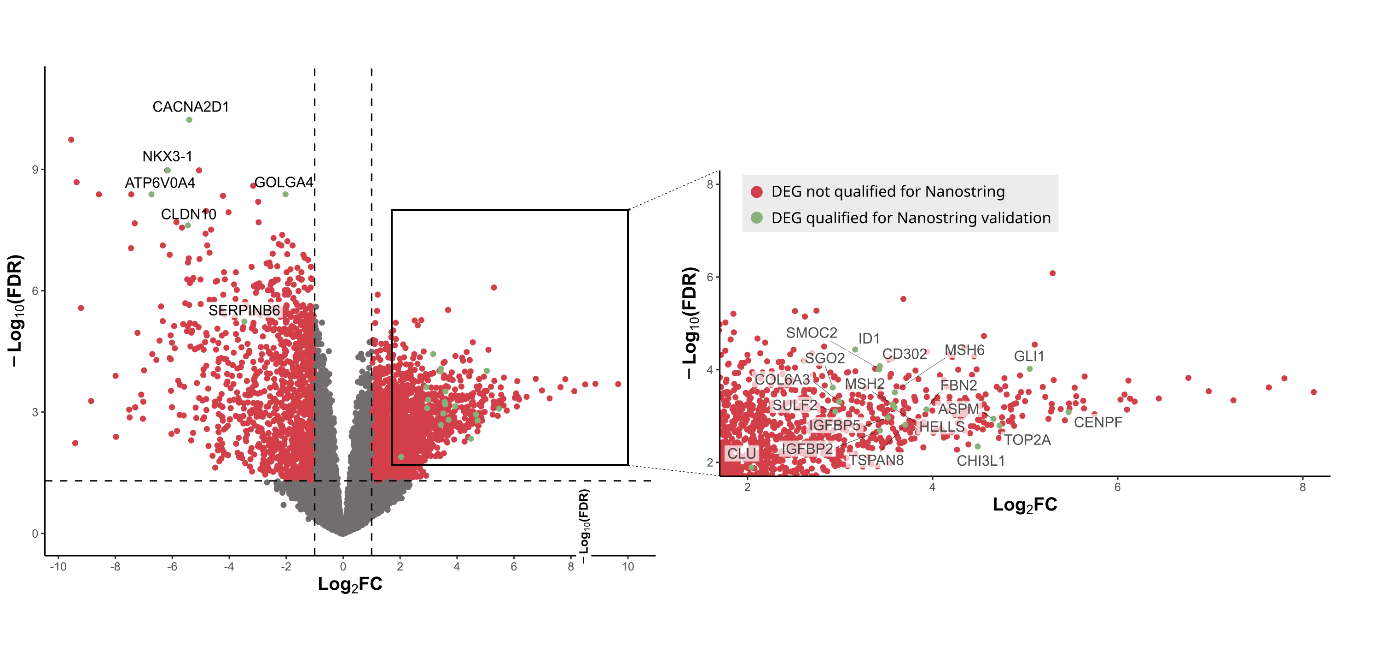 CACNA2D1
NKX3-1
ATP6V0A4
GOLGA4
CLDN10
SERPINB6
9
6
3
0
− Log10(FDR)
-10
-8
-6
-4
-2
0
2
4
6
8
10
Log2FC
− Log10(FDR)
DEG not qualified for Nanostring
DEG qualified for Nanostring validation
8
6
4
2
− Log10(FDR)
SMOC2
ID1
SGO2
CD302
MSH6
GLI1
COL6A3
MSH2
FBN2
SULF2
ASPM
IGFBP5
HELLS
CENPF
IGFBP2
TOP2A
CLU
TSPAN8
CHI3L1
2
4
6
8
Log2FC